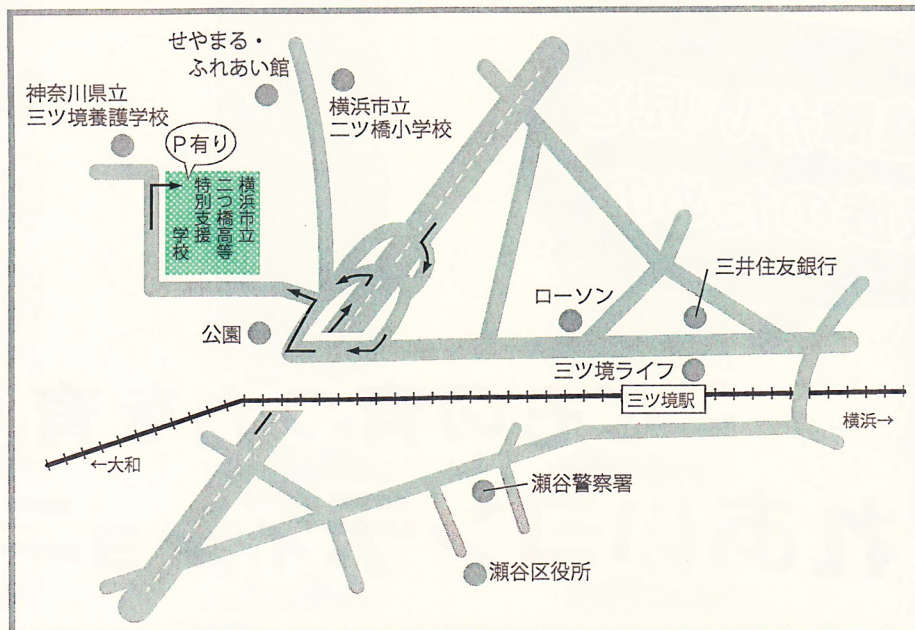 せやまる・
ふれあい館
神奈川県立
三ツ境養護学校
横浜市立
二ツ橋小学校
P有り
横浜市立
二つ橋高等
特別支援
学校
三井住友銀行
ローソン
公園
三ツ境ライフ
三ツ境駅
横浜→
←大和
瀬谷警察署
瀬谷区役所